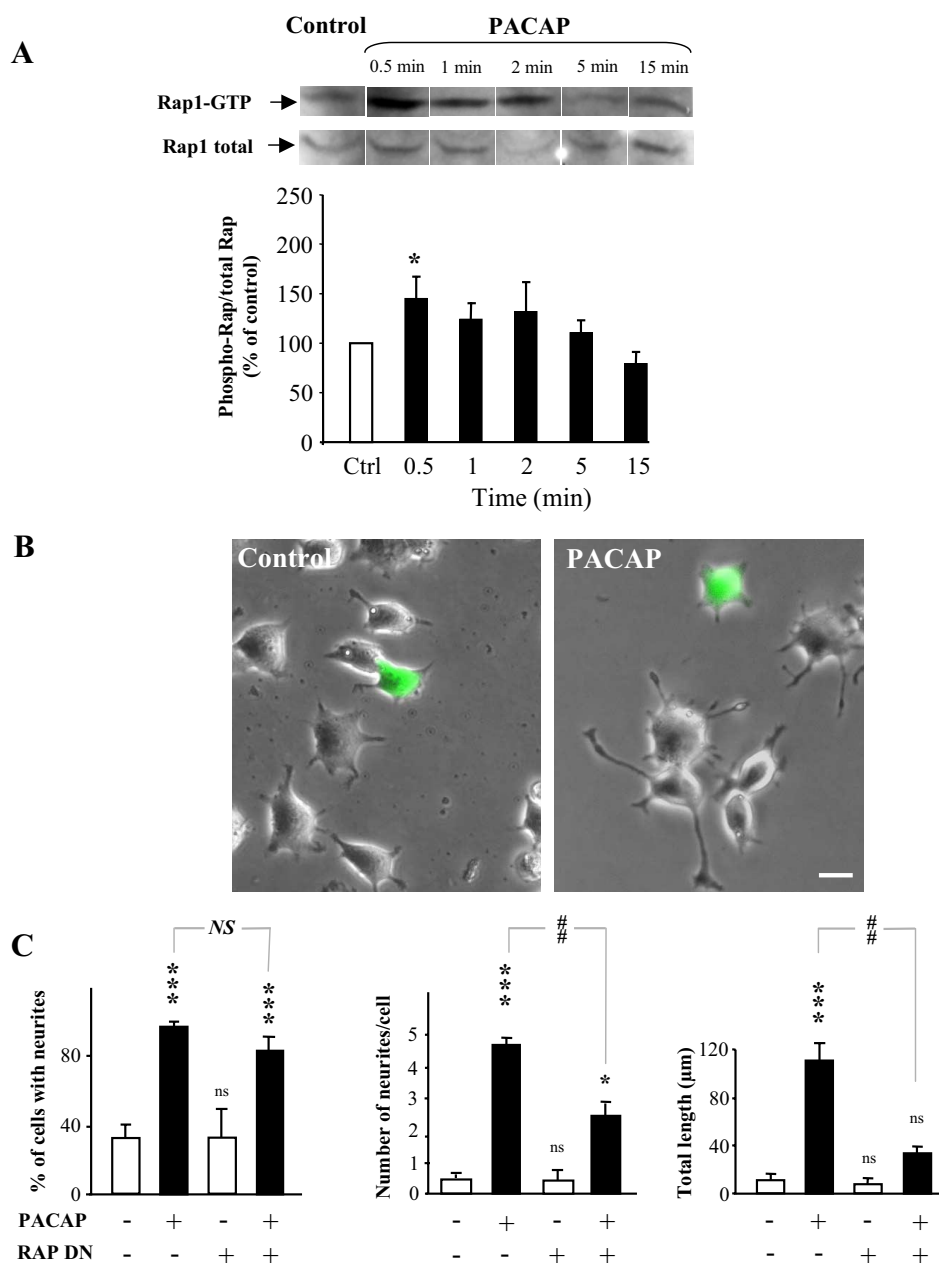 Control PACAP
A
0.5 min 1 min 2 min 5 min 15 min
Rap1-GTP
Rap1 total
Phospho-Rap/total Rap
(% of control)
250
200
150
100
50
0
*
Ctrl 0.5 1 2 5 15
Time (min)
B
Control
PACAP
C
% of cells with neurites
80
40
0
NS
***
ns
***
Number of neurites/cell
5
4
3
2
1
0
##
***
ns
*
Total length (µm)
120
80
40
0
##
***
ns
ns
PACAP - + - + - + - + - + - +
RAP DN - - + + - - + + - - + +